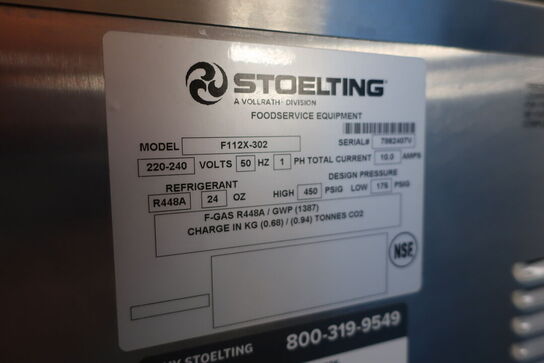 STOELTING
A VOLLRATH DIVISION
FOODSERVICE EQUIPMENT
MODEL F112X-302 SERIAL# 7982407U
220-240 VOLTS 50 HZ 1 PH TOTAL CURRENT 10.0 AMPS
REFRIGERANT DESIGN PRESSURE
R448A 24 OZ HIGH 450 PSIG LOW 175 PSIG
F-GAS R448A / GWP (1387)
CHARGE IN KG (0.68) / (0.94) TONNES CO2
NSF
STOELTING 800-319-9549